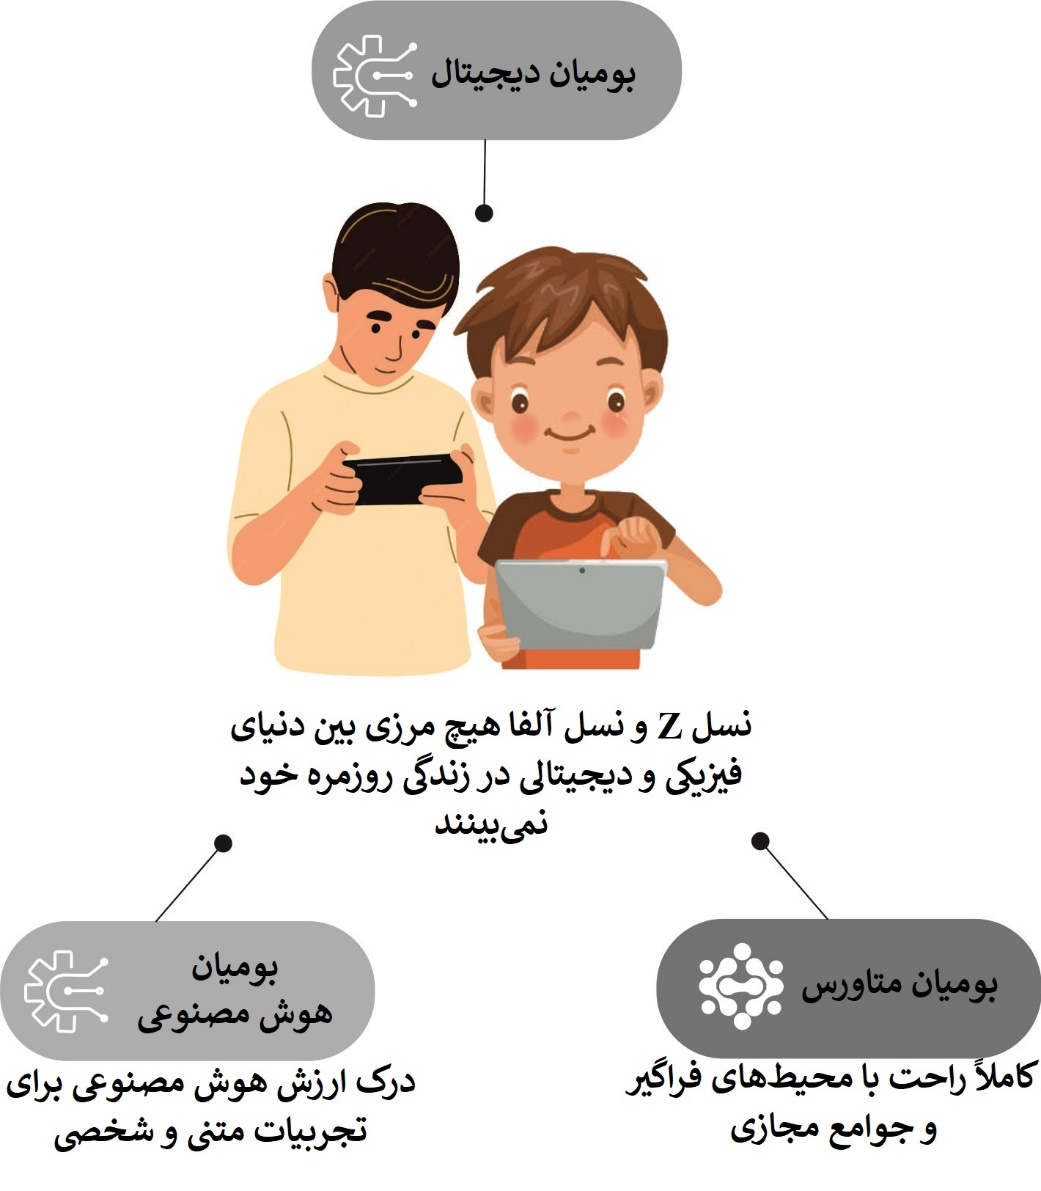 بومیان دیجیتال
نسل Z و نسل آلفا هیچ مرزی بین دنیای
فیزیکی و دیجیتالی در زندگی روزمره خود
نمی‌بینند
بومیان متاورس
کاملاً راحت با محیط‌های فراگیر
و جوامع مجازی
بومیان
هوش مصنوعی
درک ارزش هوش مصنوعی برای
تجربیات متنی و شخصی